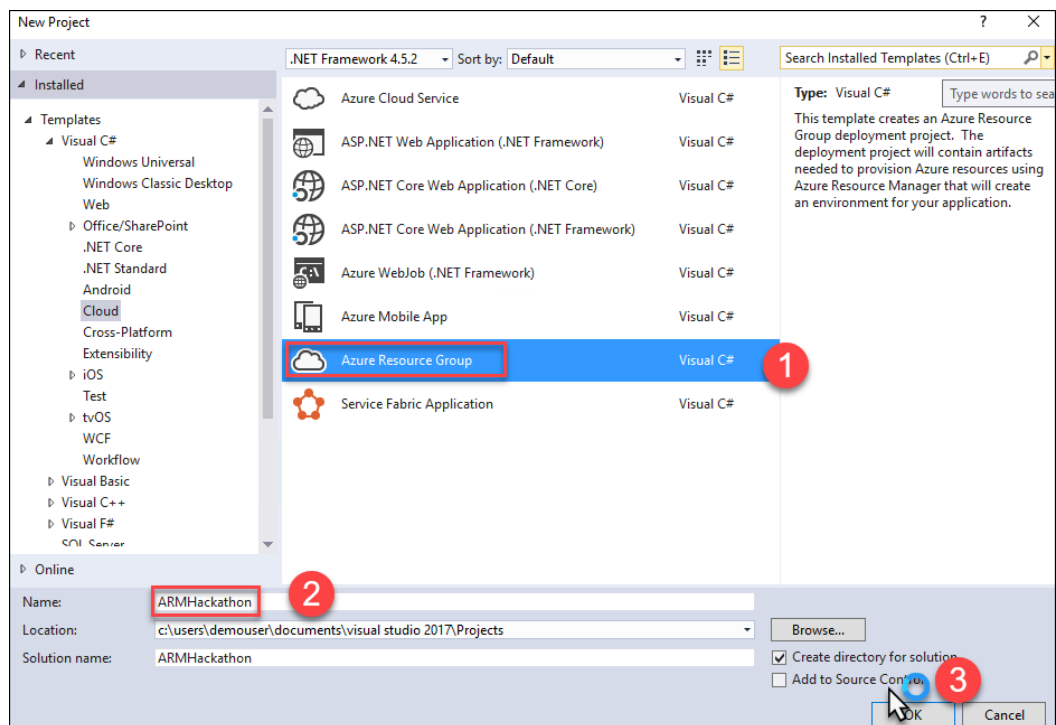 New Project
? ×
Recent
.NET Framework 4.5.2 Sort by: Default
Search Installed Templates (Ctrl+E)
Installed
Templates
Visual C#
Windows Universal
Windows Classic Desktop
Web
Office/SharePoint
.NET Core
.NET Standard
Android
Cloud
Cross-Platform
Extensibility
iOS
Test
tvOS
WCF
Workflow
Visual Basic
Visual C++
Visual F#
SQL Server
Online
Azure Cloud Service Visual C#
ASP.NET Web Application (.NET Framework) Visual C#
ASP.NET Core Web Application (.NET Core) Visual C#
ASP.NET Core Web Application (.NET Framework) Visual C#
Azure WebJob (.NET Framework) Visual C#
Azure Mobile App Visual C#
Azure Resource Group Visual C# 1
Service Fabric Application Visual C#
Type: Visual C#
Type words to sea
This template creates an Azure Resource
Group deployment project. The
deployment project will contain artifacts
needed to provision Azure resources using
Azure Resource Manager that will create
an environment for your application.
Name: ARMHackathon 2
Location: c:\users\demouser\documents\visual studio 2017\Projects Browse...
Solution name: ARMHackathon
Create directory for solution
Add to Source Control 3
OK Cancel